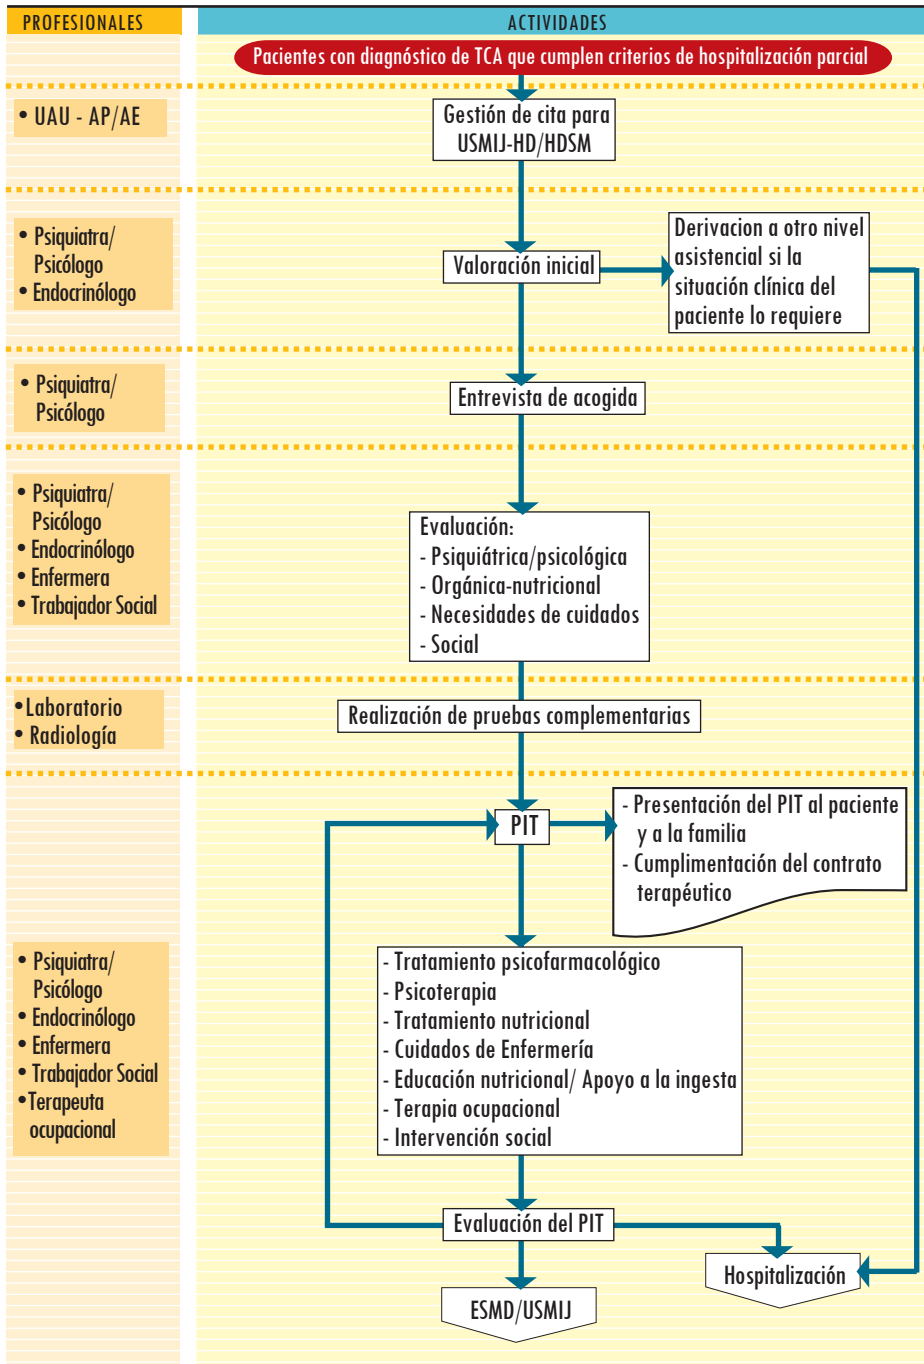 PROFESIONALES
ACTIVIDADES
Pacientes con diagnóstico de TCA que cumplen criterios de hospitalización parcial
• UAU - AP/AE
Gestión de cita para
USMIJ-HD/HDSM
• Psiquiatra/
Psicólogo
• Endocrinólogo
Valoración inicial
Derivacion a otro nivel
asistencial si la
situación clínica del
paciente lo requiere
• Psiquiatra/
Psicólogo
Entrevista de acogida
• Psiquiatra/
Psicólogo
• Endocrinólogo
• Enfermera
• Trabajador Social
Evaluación:
- Psiquiátrica/psicológica
- Orgánica-nutricional
- Necesidades de cuidados
- Social
•Laboratorio
• Radiología
Realización de pruebas complementarias
PIT
- Presentación del PIT al paciente
y a la familia
- Cumplimentación del contrato
terapéutico
• Psiquiatra/
Psicólogo
• Endocrinólogo
• Enfermera
• Trabajador Social
•Terapeuta
ocupacional
- Tratamiento psicofarmacológico
- Psicoterapia
- Tratamiento nutricional
- Cuidados de Enfermería
- Educación nutricional/ Apoyo a la ingesta
- Terapia ocupacional
- Intervención social
Evaluación del PIT
Hospitalización
ESMD/USMIJ